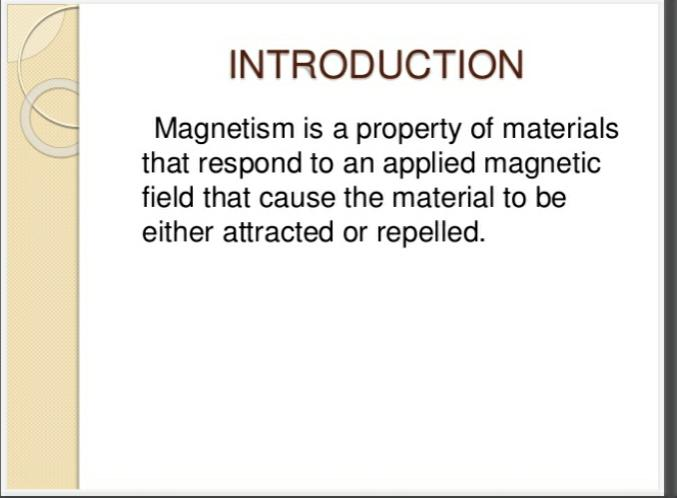 INTRODUCTION
Magnetism is a property of materials
that respond to an applied magnetic
field that cause the material to be
either attracted or repelled.